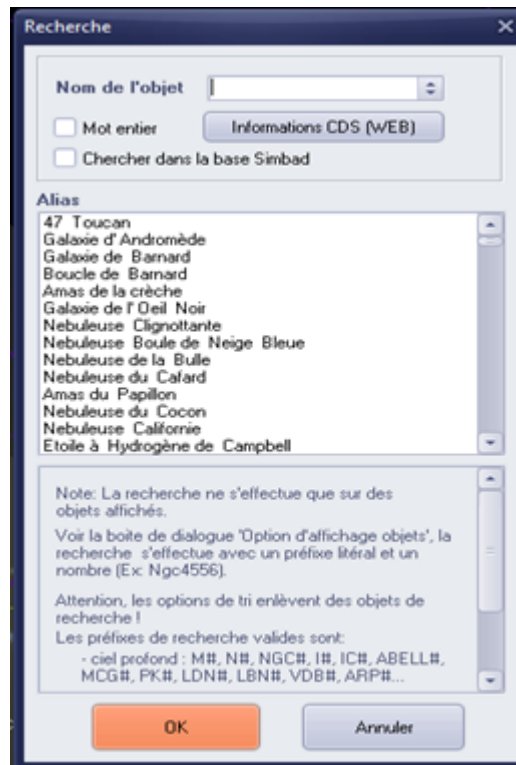 Recherche
Nom de l'objet
Mot entier
Informations CDS (WEB)
Chercher dans la base Simbad
Alias
47 Toucan
Galaxie d'Andromède
Galaxie de Barnard
Boucle de Barnard
Amas de la crèche
Galaxie de l'Oeil Noir
Nebuleuse Clignottante
Nebuleuse Boule de Neige Bleue
Nebuleuse de la Bulle
Nebuleuse du Cafard
Amas du Papillon
Nebuleuse du Cocon
Nebuleuse Californie
Etoile à Hydrogène de Campbell
Note: La recherche ne s'effectue que sur des
objets affichés.
Voir la boite de dialogue 'Option d'affichage objets', la
recherche s'effectue avec un préfixe litéral et un
nombre (Ex: Ngc4556).
Attention, les options de tri enlèvent des objets de
recherche !
Les préfixes de recherche valides sont:
- ciel profond : M#, N#, NGC#, I#, IC#, ABELL#,
MCG#, PK#, LDN#, LBN#, VDB#, ARP#...
OK
Annuler